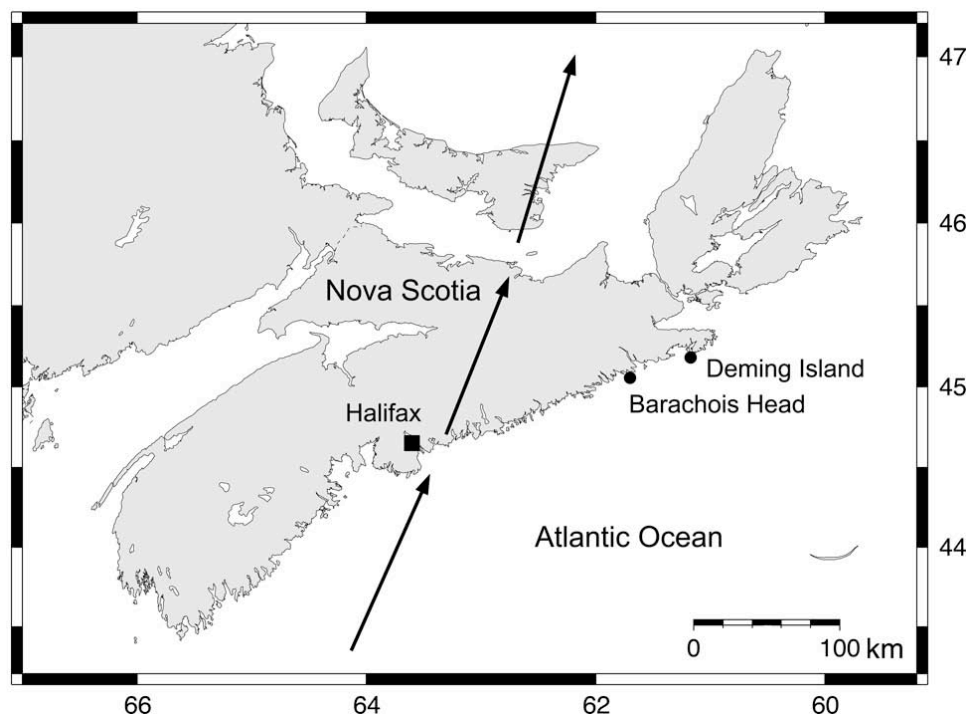 47
46
Nova Scotia
Deming Island
45
Halifax
Barachois Head
Atlantic Ocean
44
0
100 km
66
64
62
60